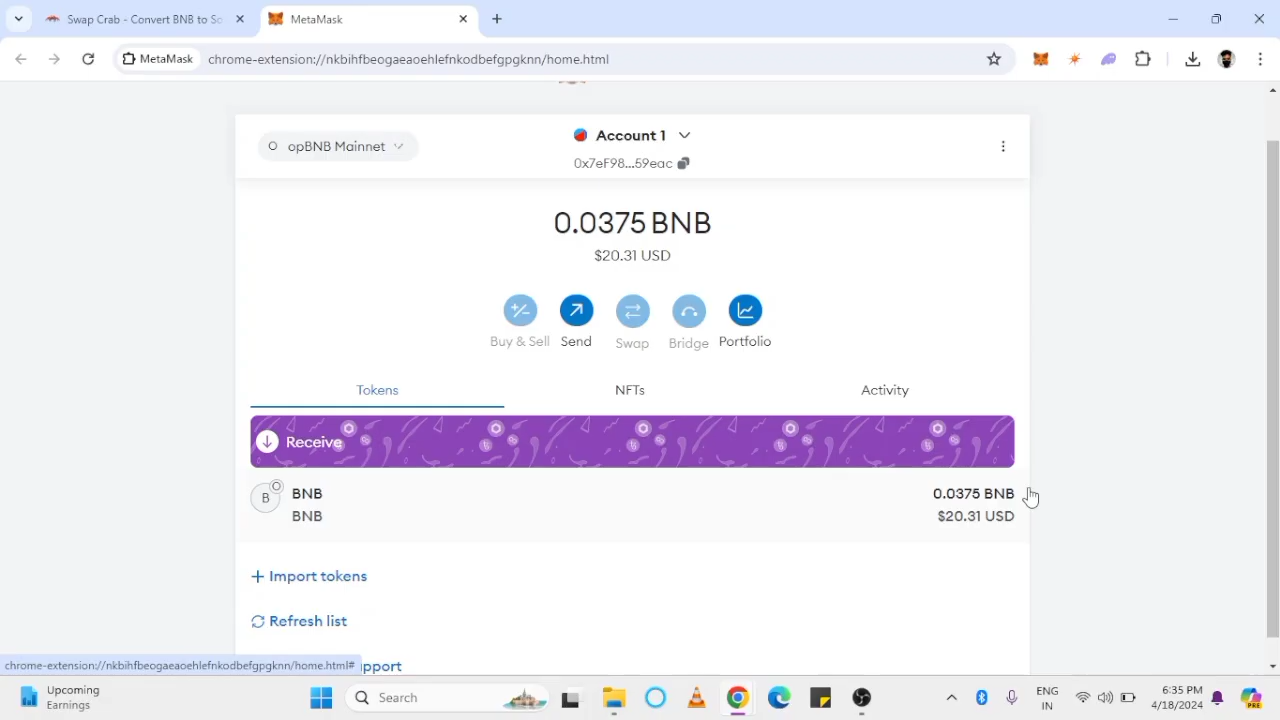 Swap Crab - Convert BNB to So
MetaMask
MetaMask
chrome-extension://nkbihfbeogaeaoehlefnkodbefgpgknn/home.html
opBNB Mainnet
Account 1
0x7eF98...59eac
0.0375 BNB
$20.31 USD
Buy & Sell
Send
Swap
Bridge
Portfolio
Tokens
NFTs
Activity
Receive
B
BNB
0.0375 BNB
BNB
$20.31 USD
+ Import tokens
Refresh list
chrome-extension://nkbihfbeogaeaoehlefnkodbefgpgknn/home.html#
pport
Upcoming
Earnings
Search
ENG
IN
6:35 PM
4/18/2024
PRE